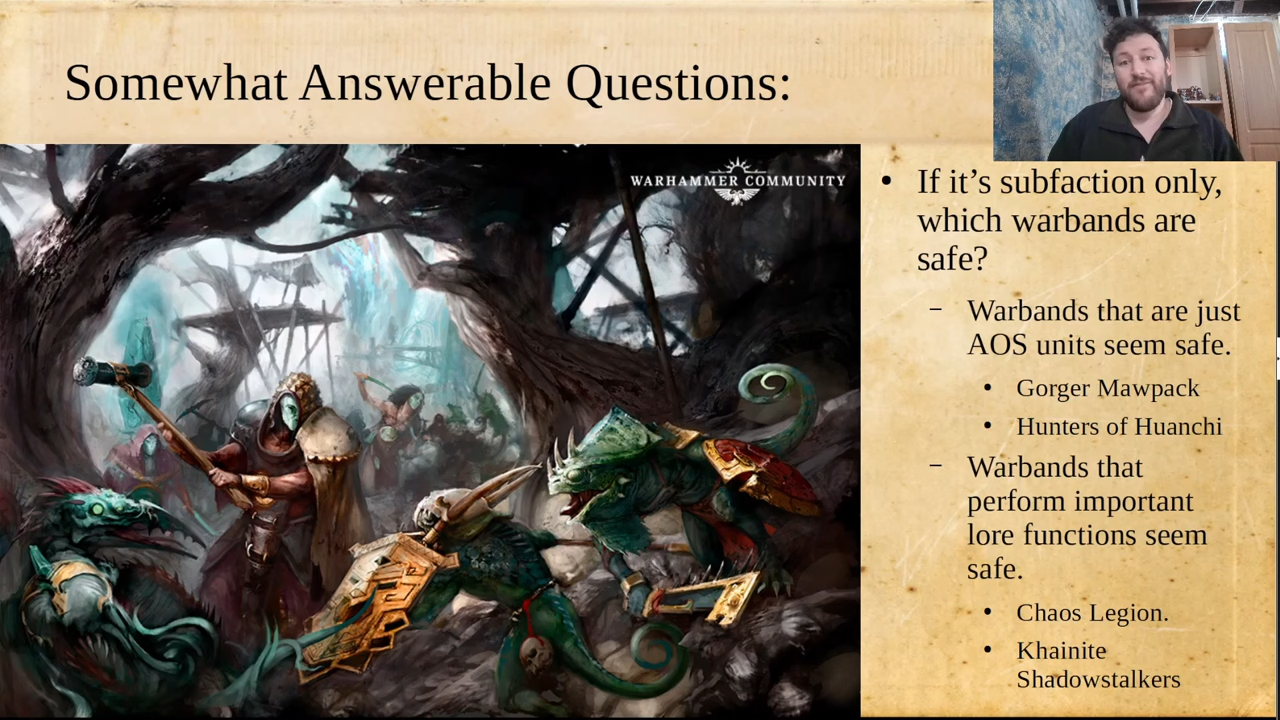 Somewhat Answerable Questions:
WARHAMMER COMMUNITY
• If it’s subfaction only,
which warbands are
safe?
– Warbands that are just
AOS units seem safe.
• Gorger Mawpack
• Hunters of Huanchi
– Warbands that
perform important
lore functions seem
safe.
• Chaos Legion.
• Khainite
Shadowstalkers